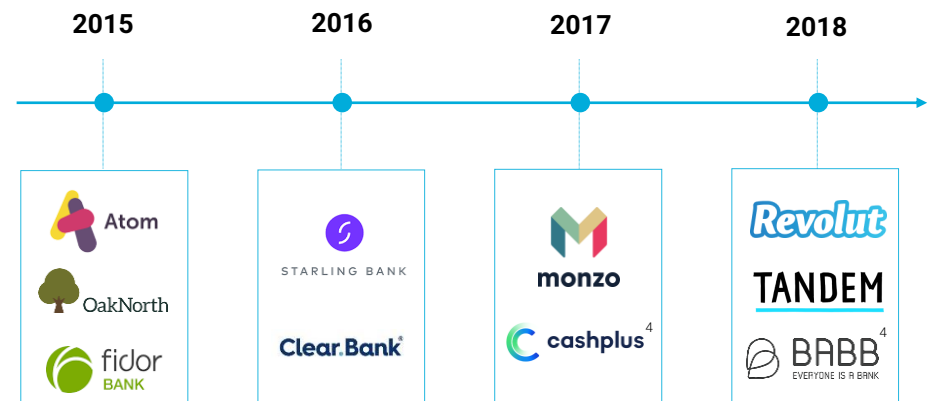 2015
2016
2017
2018
Atom
OakNorth
fidor
BANK
STARLING BANK
Clear.Bank®
monzo
cashplus 4
Revolut
TANDEM
BABB 4
EVERYONE IS A BANK